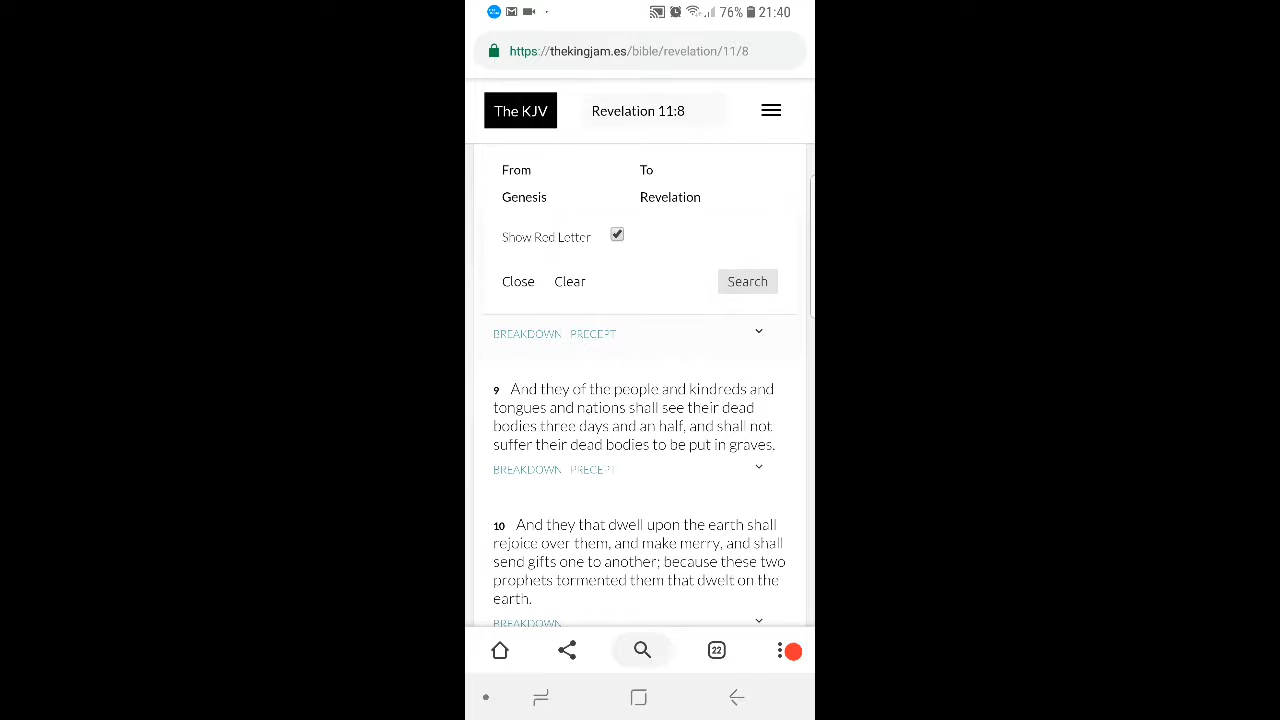 76% 21:40
https://thekingjam.es/bible/revelation/11/8
The KJV Revelation 11:8
From To
Genesis Revelation
Show Red Letter
Close Clear Search
BREAKDOWN PRECEPT
9 And they of the people and kindreds and
tongues and nations shall see their dead
bodies three days and an half, and shall not
suffer their dead bodies to be put in graves.
BREAKDOWN PRECEPT
10 And they that dwell upon the earth shall
rejoice over them, and make merry, and shall
send gifts one to another; because these two
prophets tormented them that dwelt on the
earth.
BREAKDOWN
22